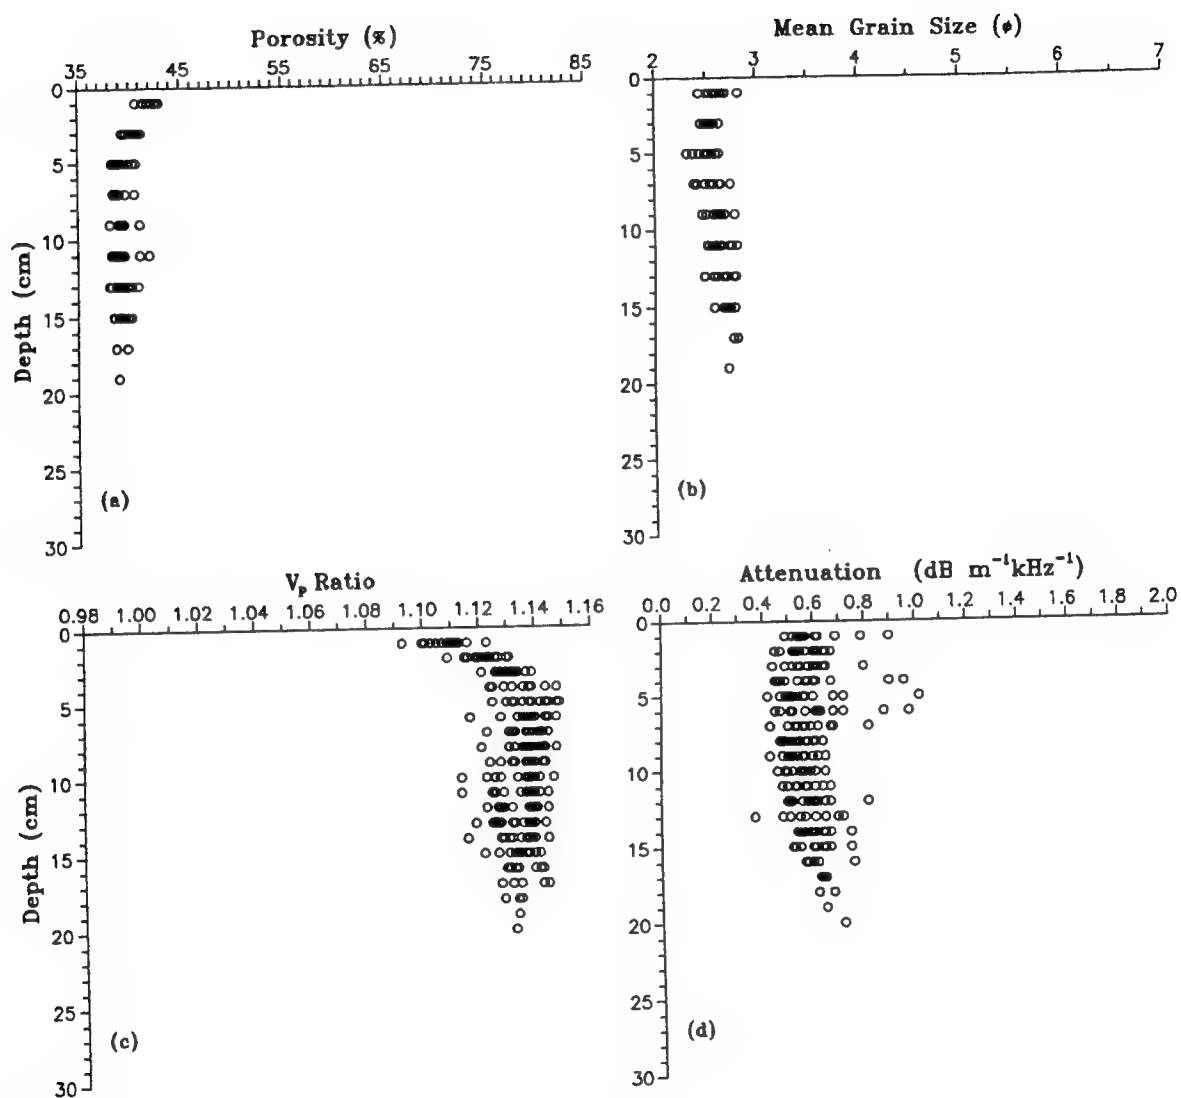 Porosity (%)
35 45 55 65 75 85
0
5
10
15
20
25
30
Depth (cm)
(a)
Mean Grain Size (ϕ)
2 3 4 5 6 7
0
5
10
15
20
25
30
(b)
Vₚ Ratio
0.98 1.00 1.02 1.04 1.06 1.08 1.10 1.12 1.14 1.16
0
5
10
15
20
25
30
Depth (cm)
(c)
Attenuation (dB m⁻¹kHz⁻¹)
0.0 0.2 0.4 0.6 0.8 1.0 1.2 1.4 1.6 1.8 2.0
0
5
10
15
20
25
30
(d)